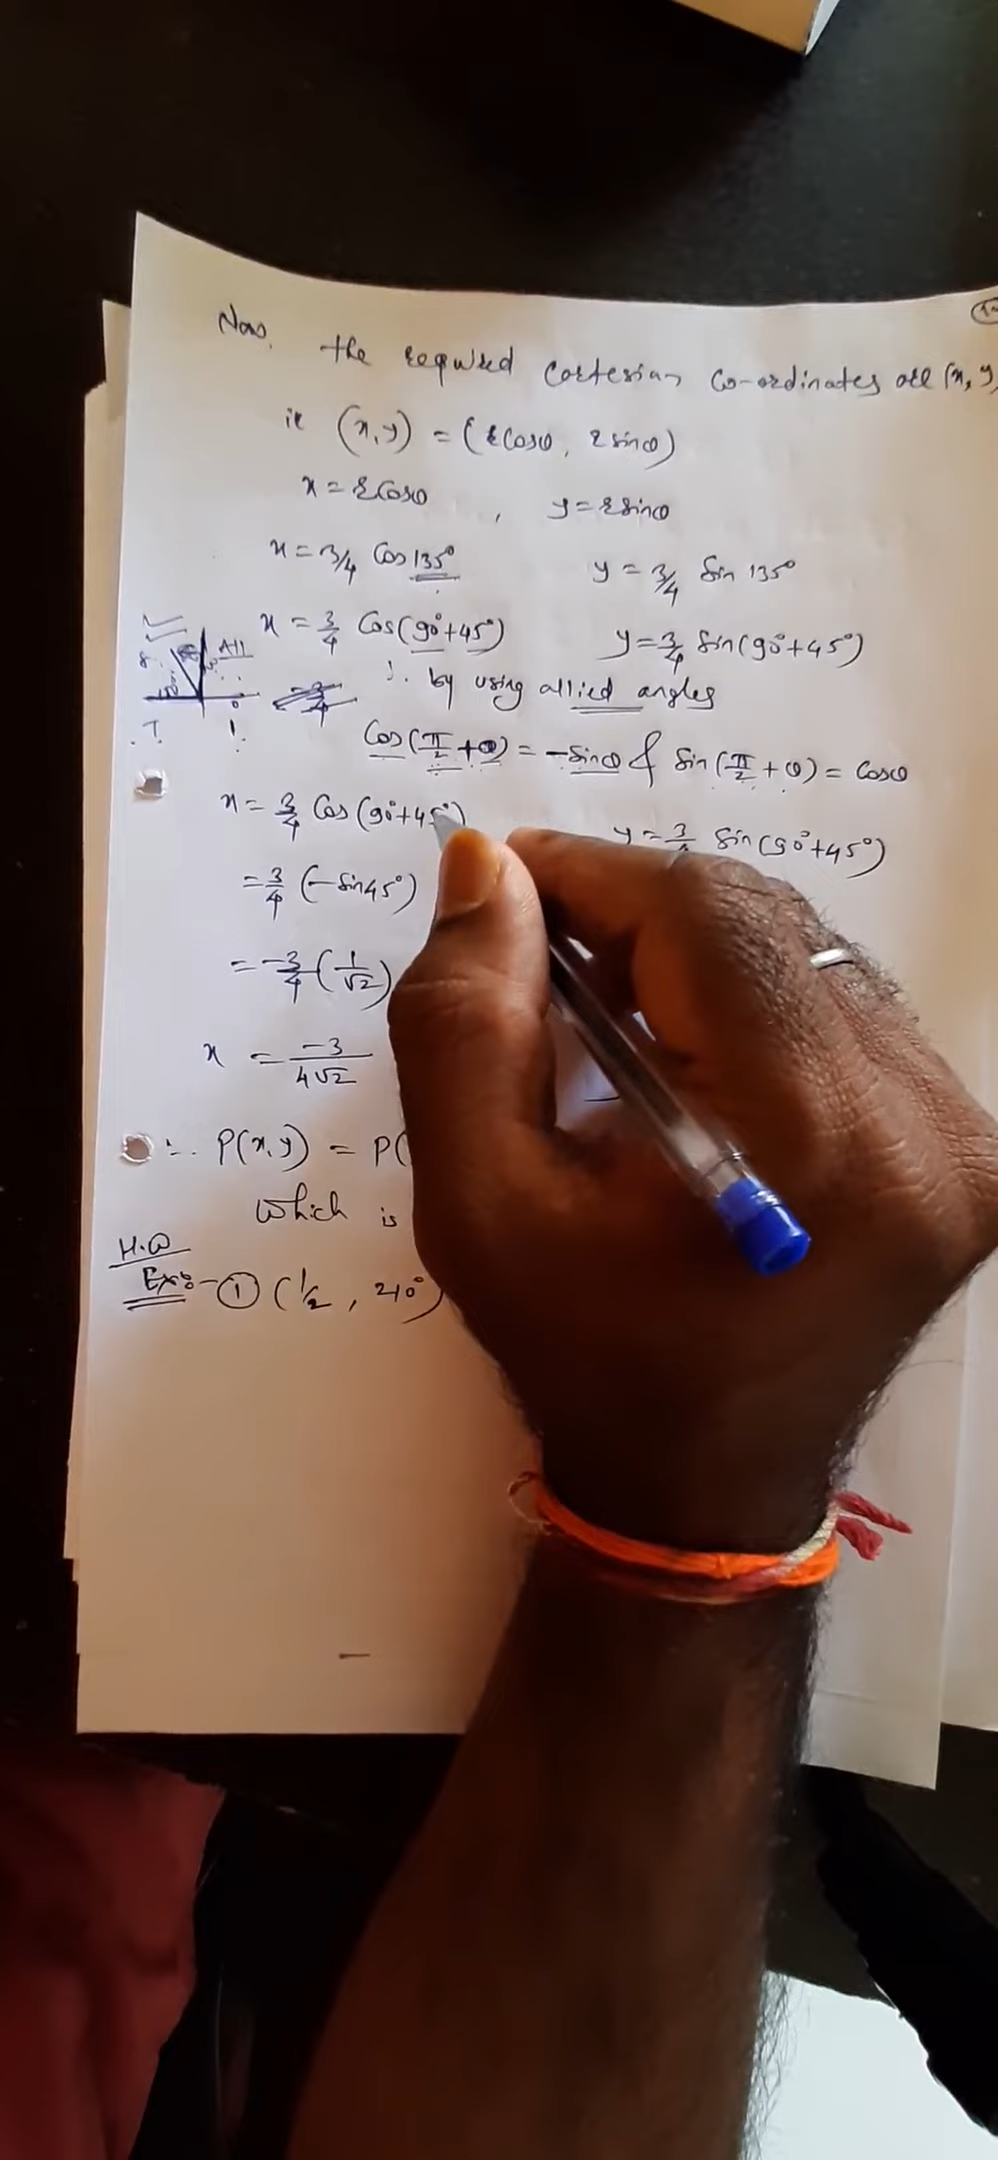 Now, the required Cartesian Co-ordinates are (x, y)
ie (x, y) = (r Cosθ, r sinθ)
x = r Cosθ , y = r sinθ
x = 3/4 Cos 135° y = 3/4 Sin 135°
x = 3/4 Cos(90°+45°) y = 3/4 Sin(90°+45°)
S All
∴ by using allied angles
T
Cos(π/2 + θ) = -Sinθ & Sin(π/2 + θ) = Cosθ
x = 3/4 Cos(90°+45°) y = 3/4 Sin(90°+45°)
= 3/4 (-Sin45°)
= -3/4 (1/√2)
x = -3/4√2
∴ P(x, y) = P(
Which is
H.W
Ex:- ① (1/2, 210°)